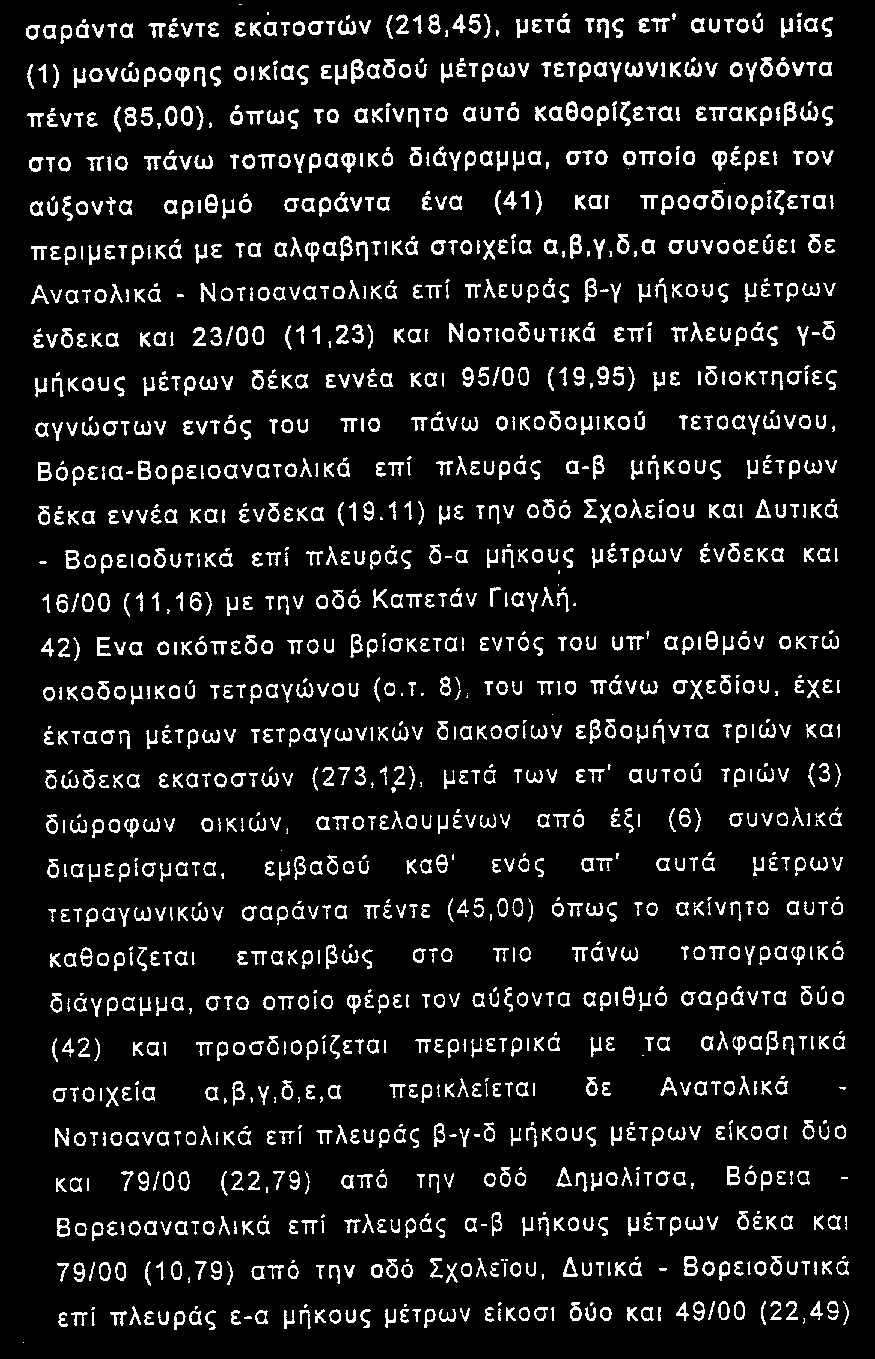 σαράντα πέντε εκατοστών (218,45), μετά της επ' αυτού μίας
(1) μονώροφης οικίας εμβαδού μέτρων τετραγωνικών ογδόντα
πέντε (85,00), όπως το ακίνητο αυτό καθορίζεται επακριβώς
στο πιο πάνω τοπογραφικό διάγραμμα, στο οποίο φέρει τον
αύξοντα αριθμό σαράντα ένα (41) και προσδιορίζεται
περιμετρικά με τα αλφαβητικά στοιχεία α,β,γ,δ,α συνοοεύει δε
Ανατολικά - Νοτιοανατολικά επί πλευράς β-γ μήκους μέτρων
ένδεκα και 23/00 (11,23) και Νοτιοδυτικά επί πλευράς γ-δ
μήκους μέτρων δέκα εννέα και 95/00 (19,95) με ιδιοκτησίες
αγνώστων εντός του πιο πάνω οικοδομικού τετοαγώνου,
Βόρεια-Βορειοανατολικά επί πλευράς α-β μήκους μέτρων
δέκα εννέα και ένδεκα (19.11) με την οδό Σχολείου και Δυτικά
- Βορειοδυτικά επί πλευράς δ-α μήκους μέτρων ένδεκα και
16/00 (11,16) με την οδό Καπετάν Γιαγλή.
42) Ενα οικόπεδο που βρίσκεται εντός του υπ' αριθμόν οκτώ
οικοδομικού τετραγώνου (ο.τ. 8), του πιο πάνω σχεδίου, έχει
έκταση μέτρων τετραγωνικών διακοσίων εβδομήντα τριών και
δώδεκα εκατοστών (273,12), μετά των επ' αυτού τριών (3)
διώροφων οικιών, αποτελουμένων από έξι (6) συνολικά
διαμερίσματα, εμβαδού καθ' ενός απ' αυτά μέτρων
τετραγωνικών σαράντα πέντε (45,00) όπως το ακίνητο αυτό
καθορίζεται επακριβώς στο πιο πάνω τοπογραφικό
διάγραμμα, στο οποίο φέρει τον αύξοντα αριθμό σαράντα δύο
(42) και προσδιορίζεται περιμετρικά με τα αλφαβητικά
στοιχεία α,β,γ,δ,ε,α περικλείεται δε Ανατολικά -
Νοτιοανατολικά επί πλευράς β-γ-δ μήκους μέτρων είκοσι δύο
και 79/00 (22,79) από την οδό Δημολίτσα, Βόρεια -
Βορειοανατολικά επί πλευράς α-β μήκους μέτρων δέκα και
79/00 (10,79) από την οδό Σχολεΐου, Δυτικά - Βορειοδυτικά
επί πλευράς ε-α μήκους μέτρων είκοσι δύο και 49/00 (22,49)